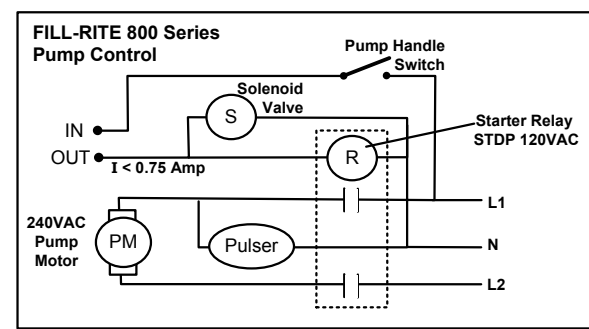 FILL-RITE 800 Series
Pump Control
Pump Handle
Switch
Solenoid
Valve
S
IN
OUT
I < 0.75 Amp
R
Starter Relay
STDP 120VAC
L1
240VAC
Pump
Motor
PM
Pulser
N
L2